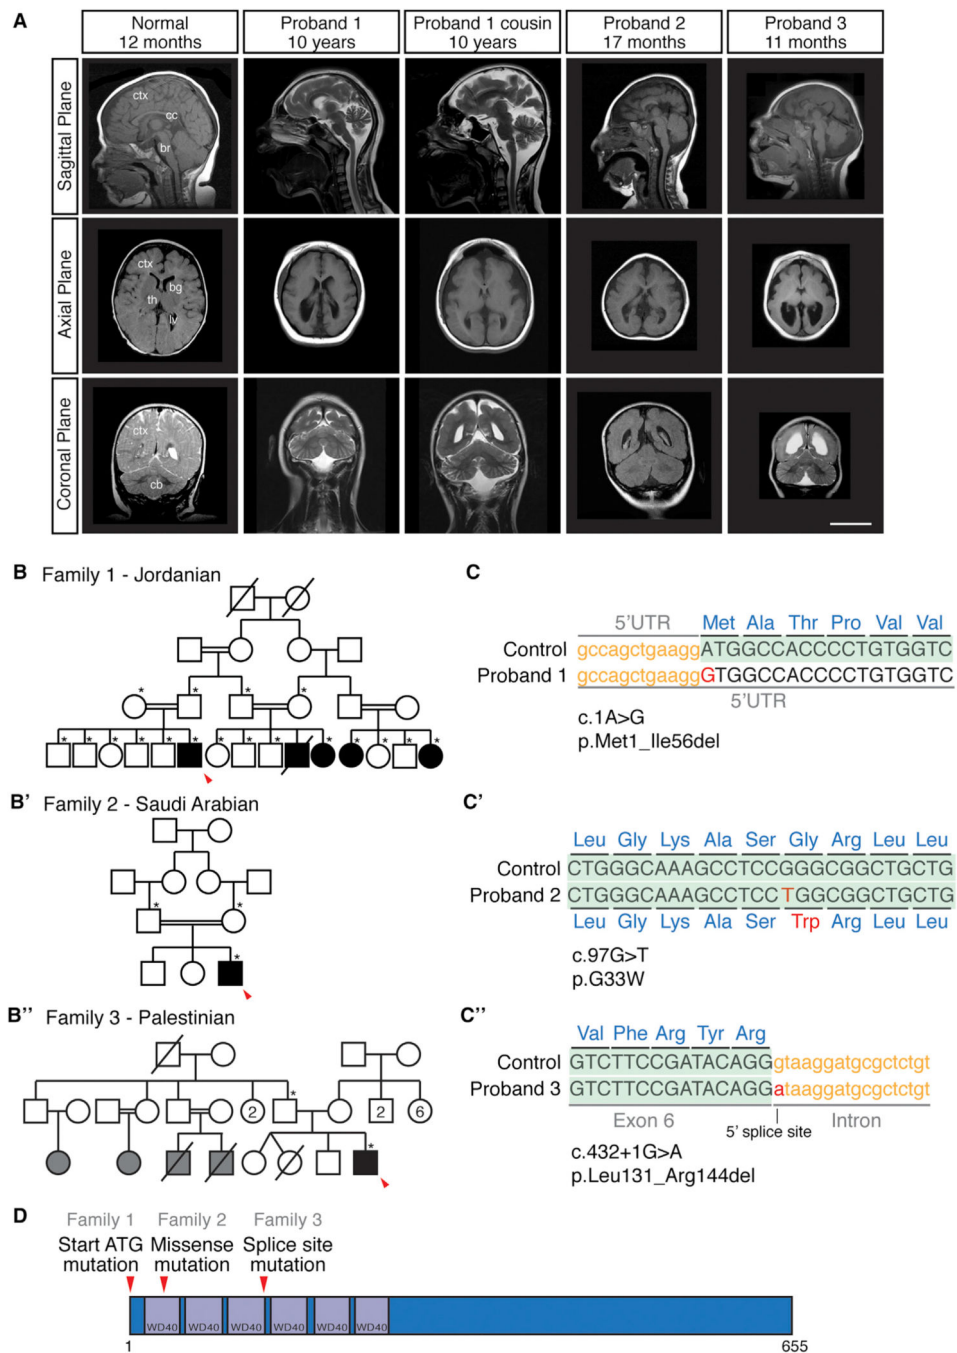 A
Normal
12 months
Proband 1
10 years
Proband 1 cousin
10 years
Proband 2
17 months
Proband 3
11 months
Sagittal Plane
ctx
cc
br
Axial Plane
ctx
bg
th
lv
Coronal Plane
ctx
cb
B Family 1 - Jordanian
* * * *
* * * * * * * * * * * * *
B' Family 2 - Saudi Arabian
* *
*
B'' Family 3 - Palestinian
*
2 2 6
*
C
5'UTR Met Ala Thr Pro Val Val
Control gccagctgaaggATGGCCACCCCTGTGGTC
Proband 1 gccagctgaaggGTGGCCACCCCTGTGGTC
5'UTR
c.1A>G
p.Met1_Ile56del
C'
Leu Gly Lys Ala Ser Gly Arg Leu Leu
Control CTGGGCAAAGCCTCCGGGCGGCTGCTG
Proband 2 CTGGGCAAAGCCTCCTGGCGGCTGCTG
Leu Gly Lys Ala Ser Trp Arg Leu Leu
c.97G>T
p.G33W
C''
Val Phe Arg Tyr Arg
Control GTCTTCCGATACAGGgtaaggatgcgctctgt
Proband 3 GTCTTCCGATACAGGataaggatgcgctctgt
Exon 6 5' splice site Intron
c.432+1G>A
p.Leu131_Arg144del
D
Family 1 Family 2 Family 3
Start ATG Missense Splice site
mutation mutation mutation
WD40 WD40 WD40 WD40 WD40 WD40
1 655